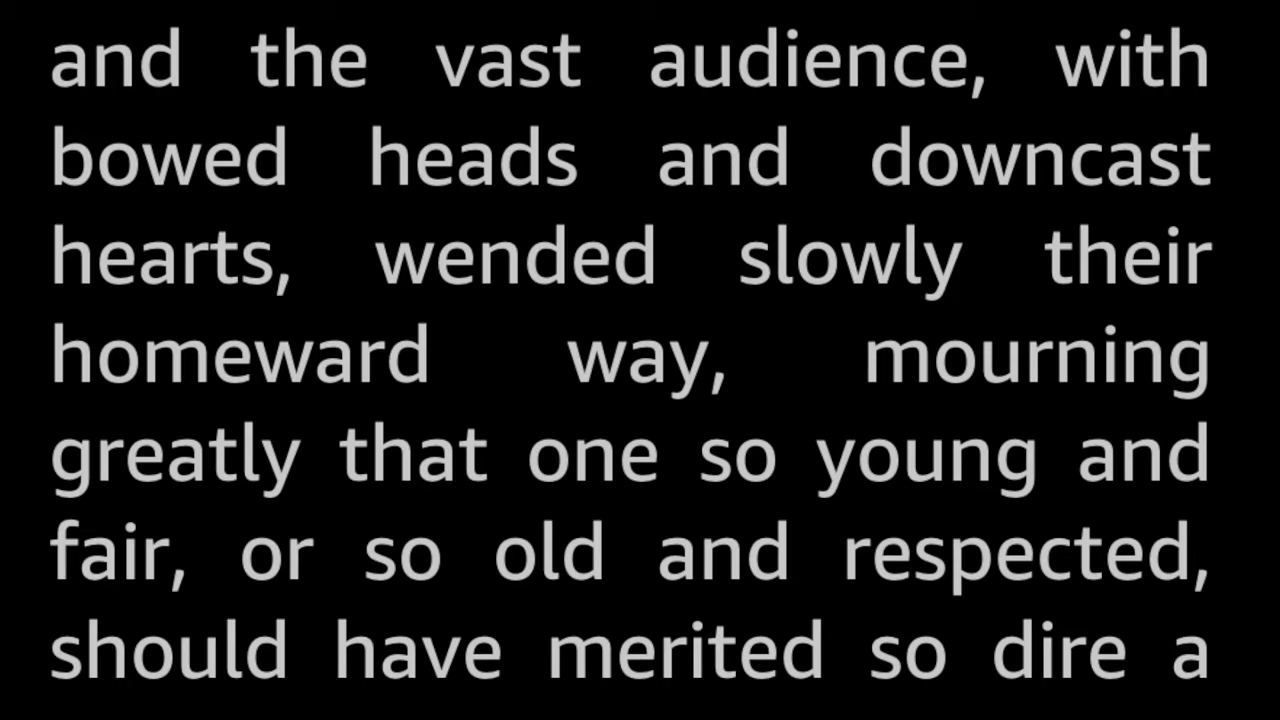 and the vast audience, with
bowed heads and downcast
hearts, wended slowly their
homeward way, mourning
greatly that one so young and
fair, or so old and respected,
should have merited so dire a